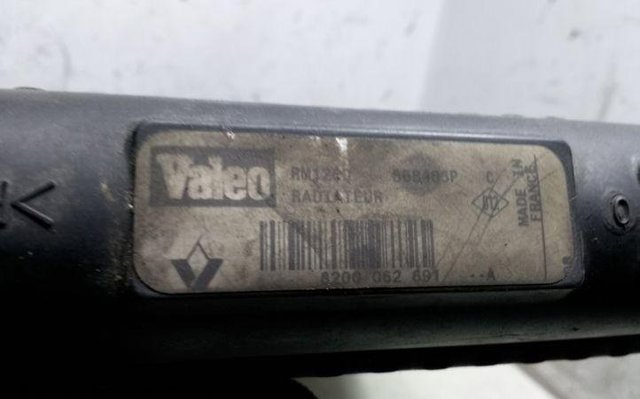 Valeo
RADIATEUR
C
MADE IN
FRANCE
8200 062 691 --A